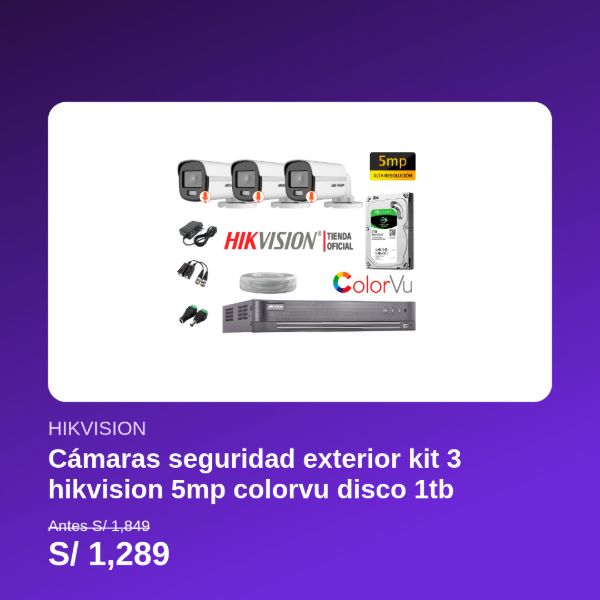 5mp
ALTA RESOLUCIÓN
HIKVISION® TIENDA OFICIAL
ColorVu
HIKVISION
Cámaras seguridad exterior kit 3
hikvision 5mp colorvu disco 1tb
Antes S/ 1,849
S/ 1,289